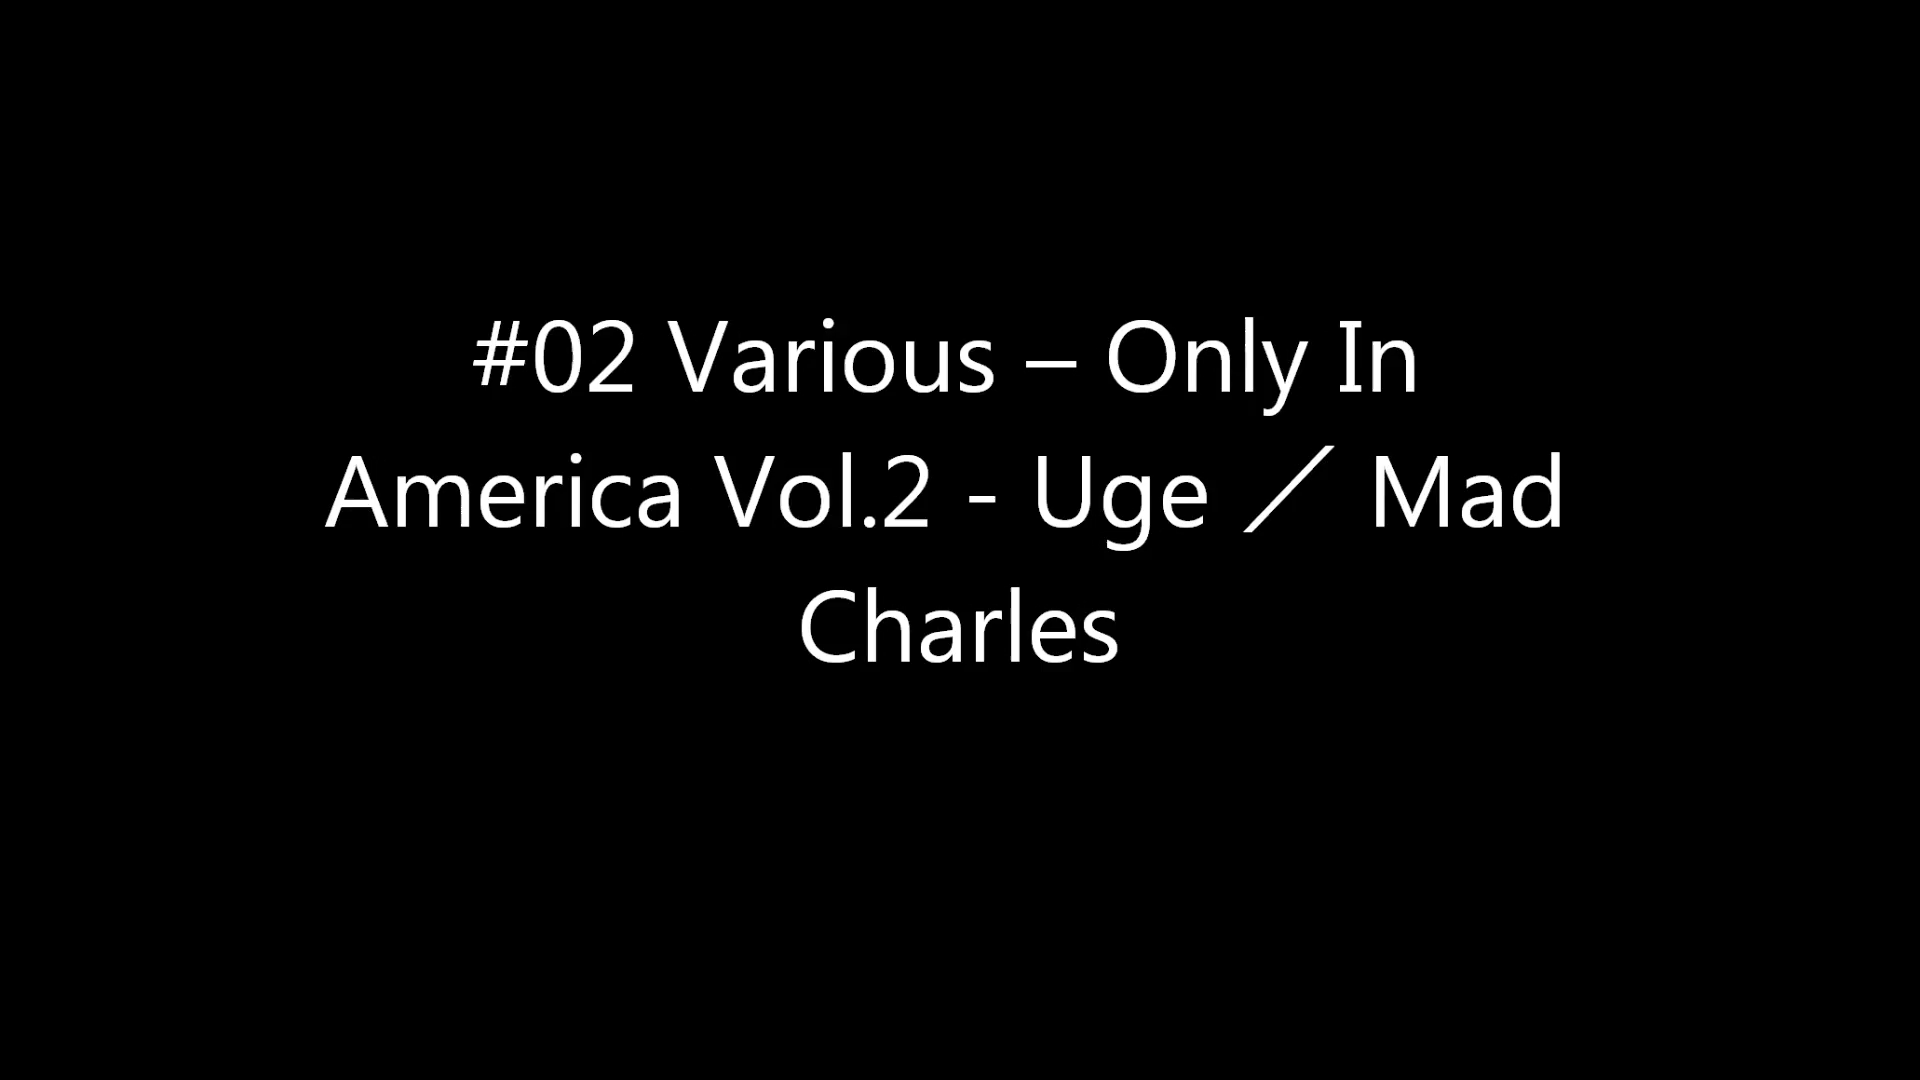 #02 Various – Only In
America Vol.2 - Uge ／ Mad
Charles